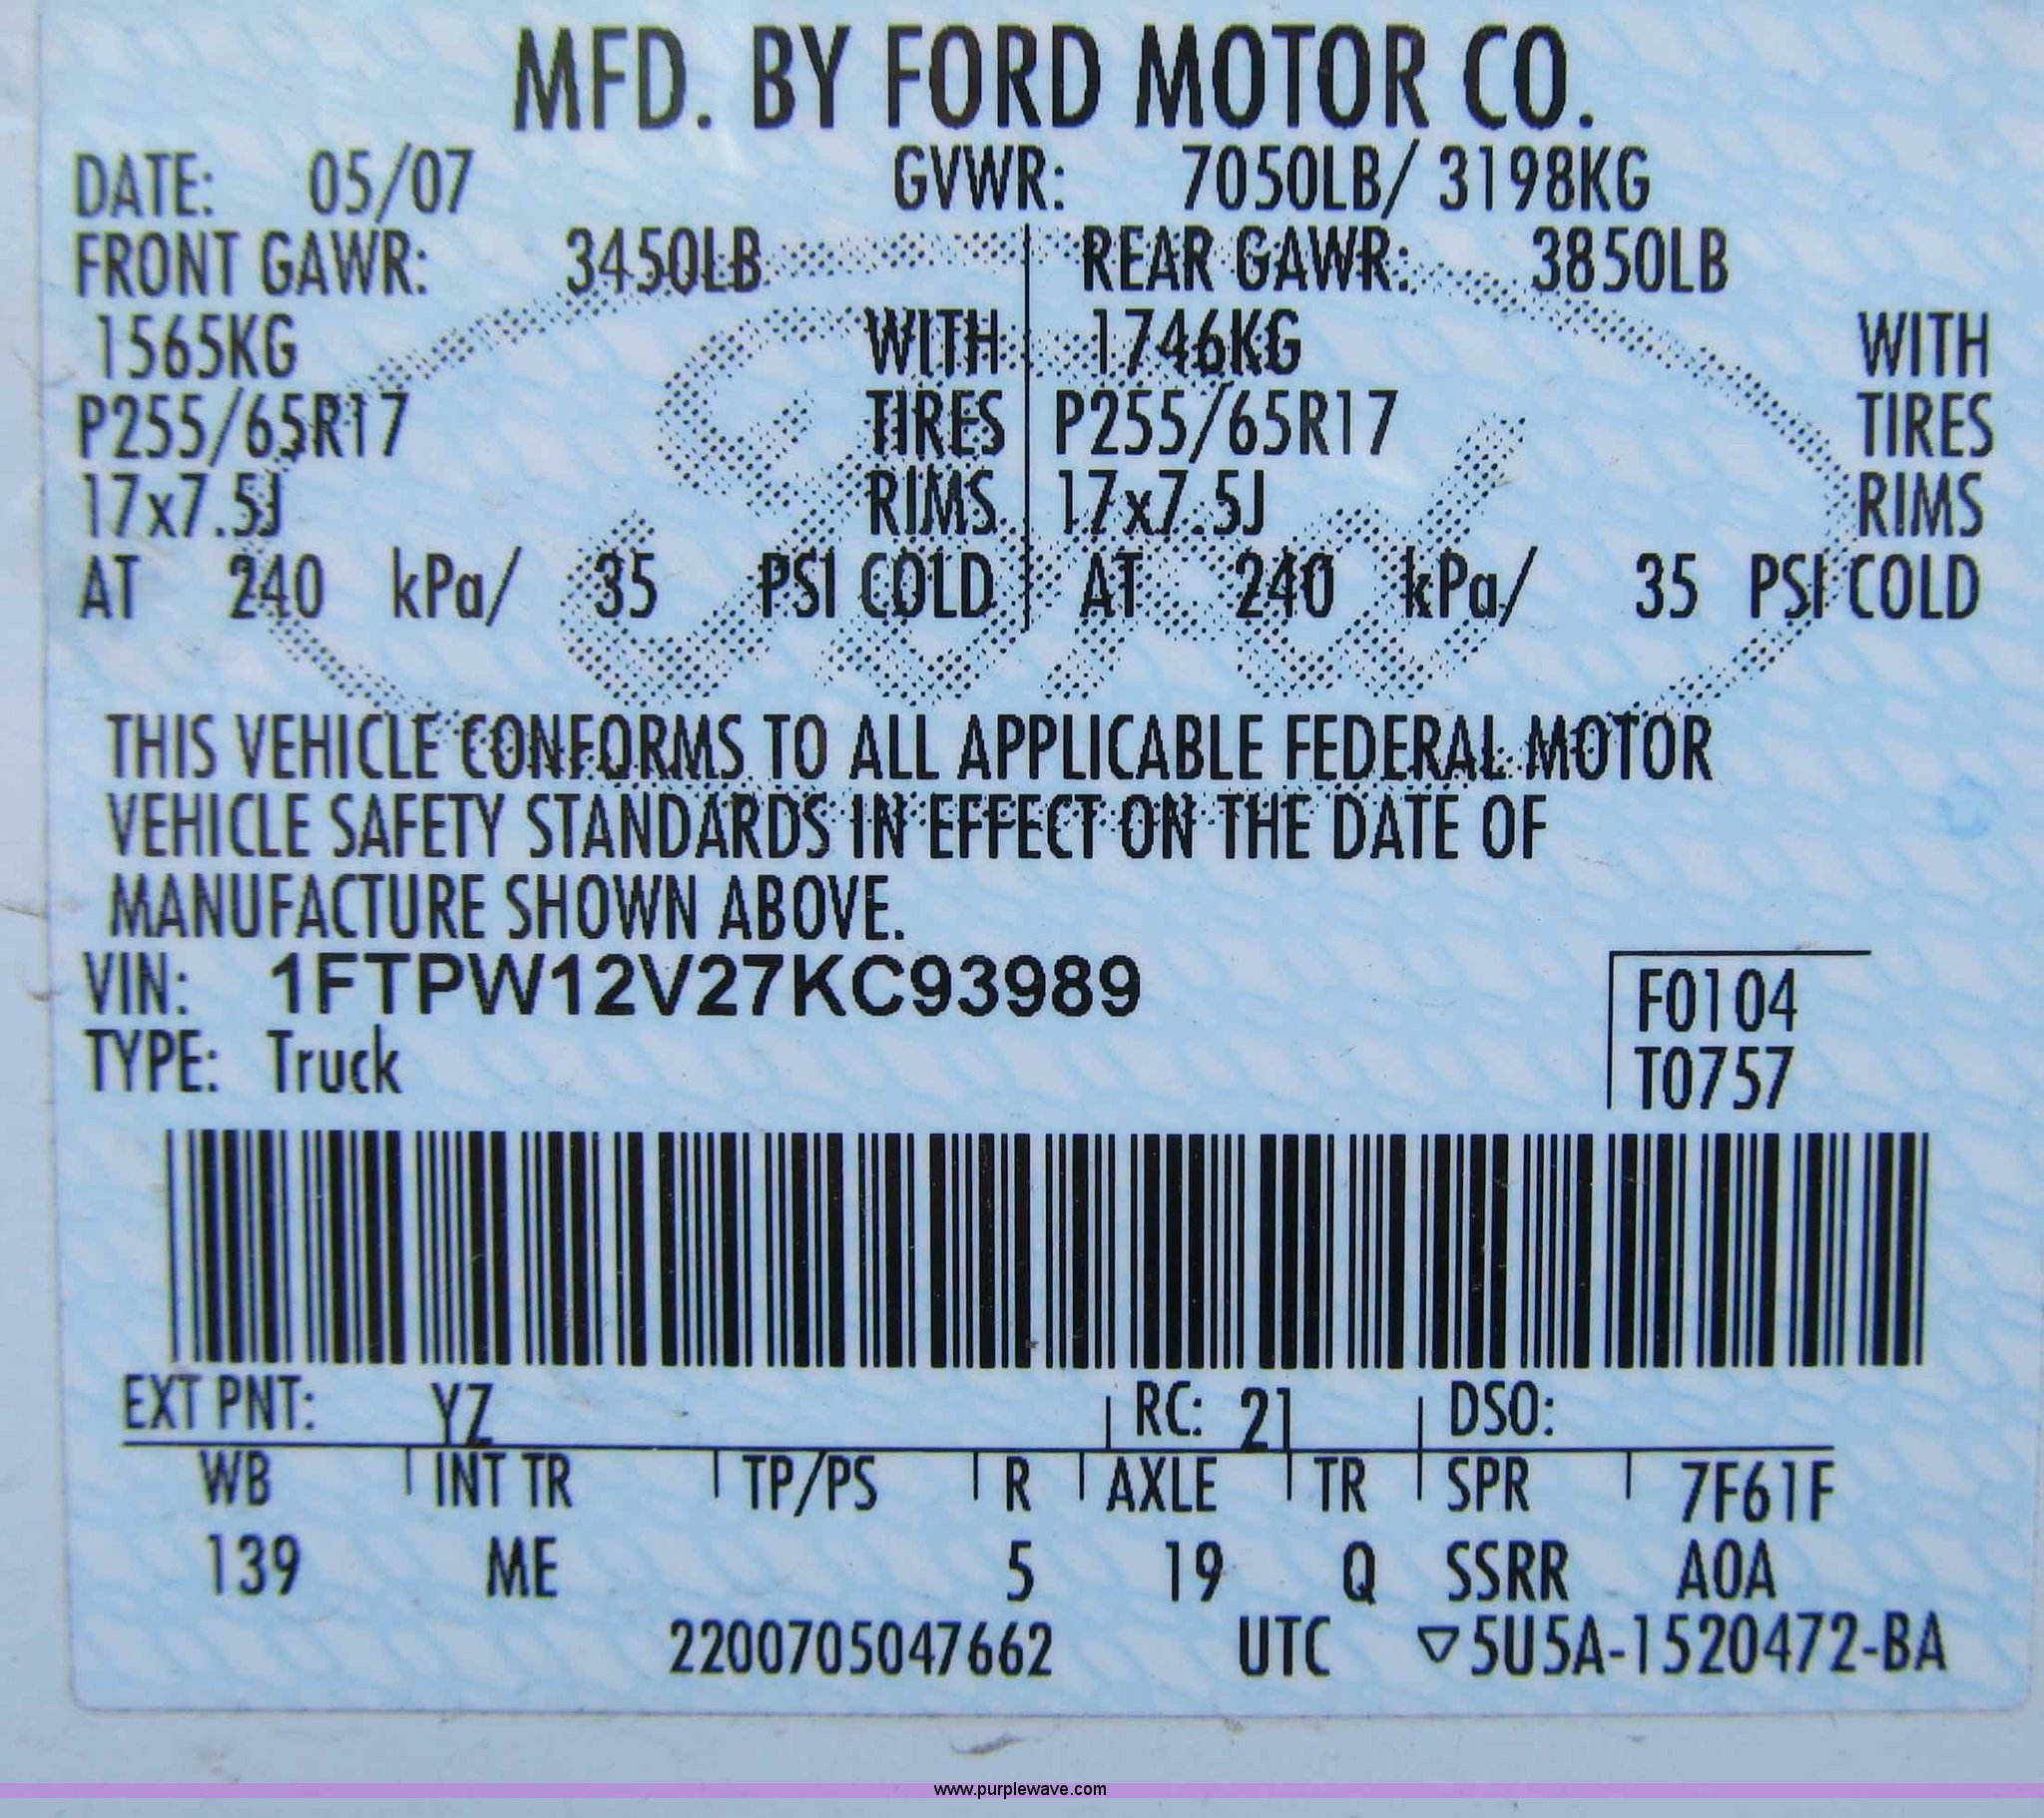 MFD. BY FORD MOTOR CO.
DATE: 05/07 GVWR: 7050LB/ 3198KG
FRONT GAWR: 3450LB REAR GAWR: 3850LB
1565KG WITH 1746KG WITH
P255/65R17 TIRES P255/65R17 TIRES
17x7.5J RIMS 17x7.5J RIMS
AT 240 kPa/ 35 PSI COLD AT 240 kPa/ 35 PSI COLD
Ford
THIS VEHICLE CONFORMS TO ALL APPLICABLE FEDERAL MOTOR
VEHICLE SAFETY STANDARDS IN EFFECT ON THE DATE OF
MANUFACTURE SHOWN ABOVE.
VIN: 1FTPW12V27KC93989
F0104
TYPE: Truck
T0757
EXT PNT: YZ RC: 21 DSO:
WB INT TR TP/PS R AXLE TR SPR 7F61F
139 ME 5 19 Q SSRR A0A
2200705047662 UTC ▽5U5A-1520472-BA
www.purplewave.com